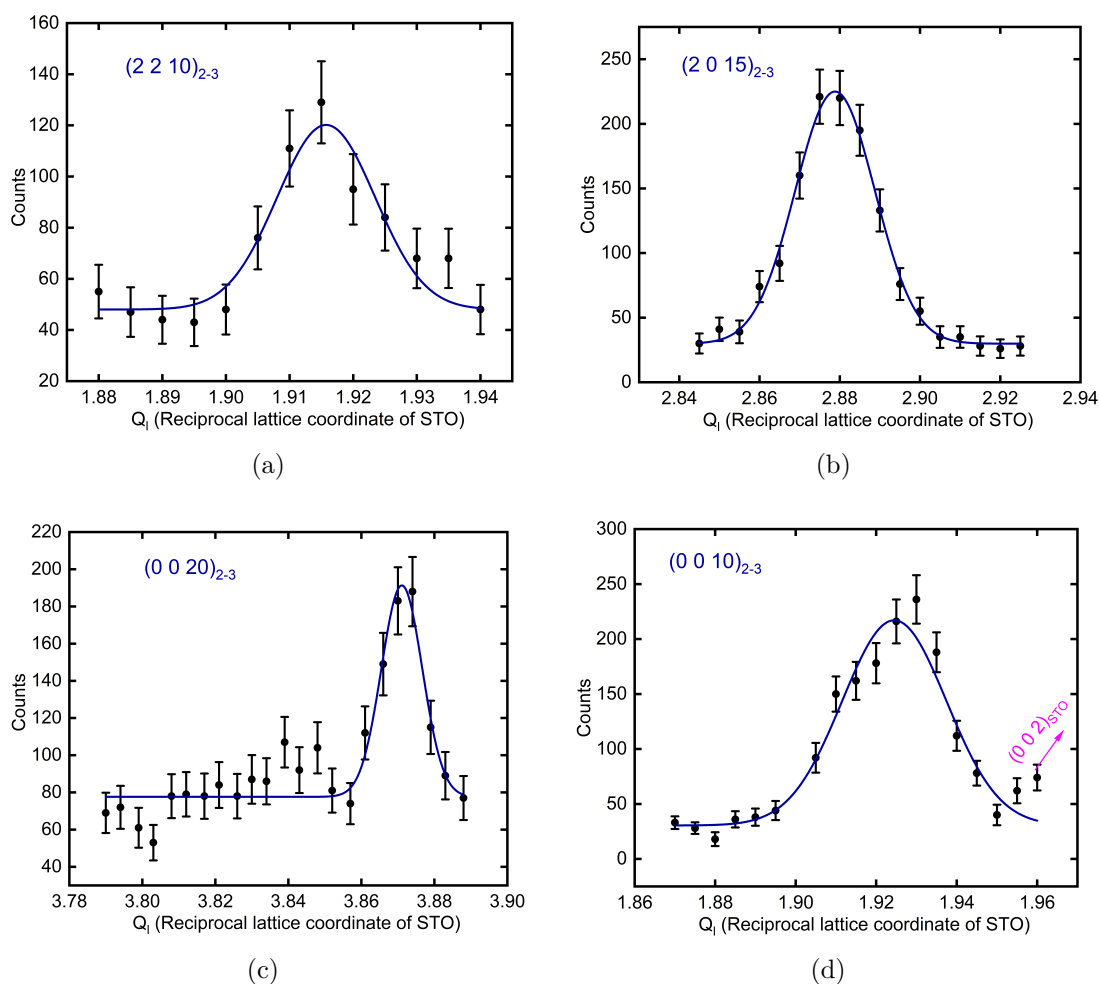 160
140
120
100
80
60
40
20
Counts
(2 2 10)2-3
1.88 1.89 1.90 1.91 1.92 1.93 1.94
Ql (Reciprocal lattice coordinate of STO)
(a)
250
200
150
100
50
0
Counts
(2 0 15)2-3
2.84 2.86 2.88 2.90 2.92 2.94
Ql (Reciprocal lattice coordinate of STO)
(b)
220
200
180
160
140
120
100
80
60
40
Counts
(0 0 20)2-3
3.78 3.80 3.82 3.84 3.86 3.88 3.90
Ql (Reciprocal lattice coordinate of STO)
(c)
300
250
200
150
100
50
0
Counts
(0 0 10)2-3
(0 0 2)STO
1.86 1.88 1.90 1.92 1.94 1.96
Ql (Reciprocal lattice coordinate of STO)
(d)